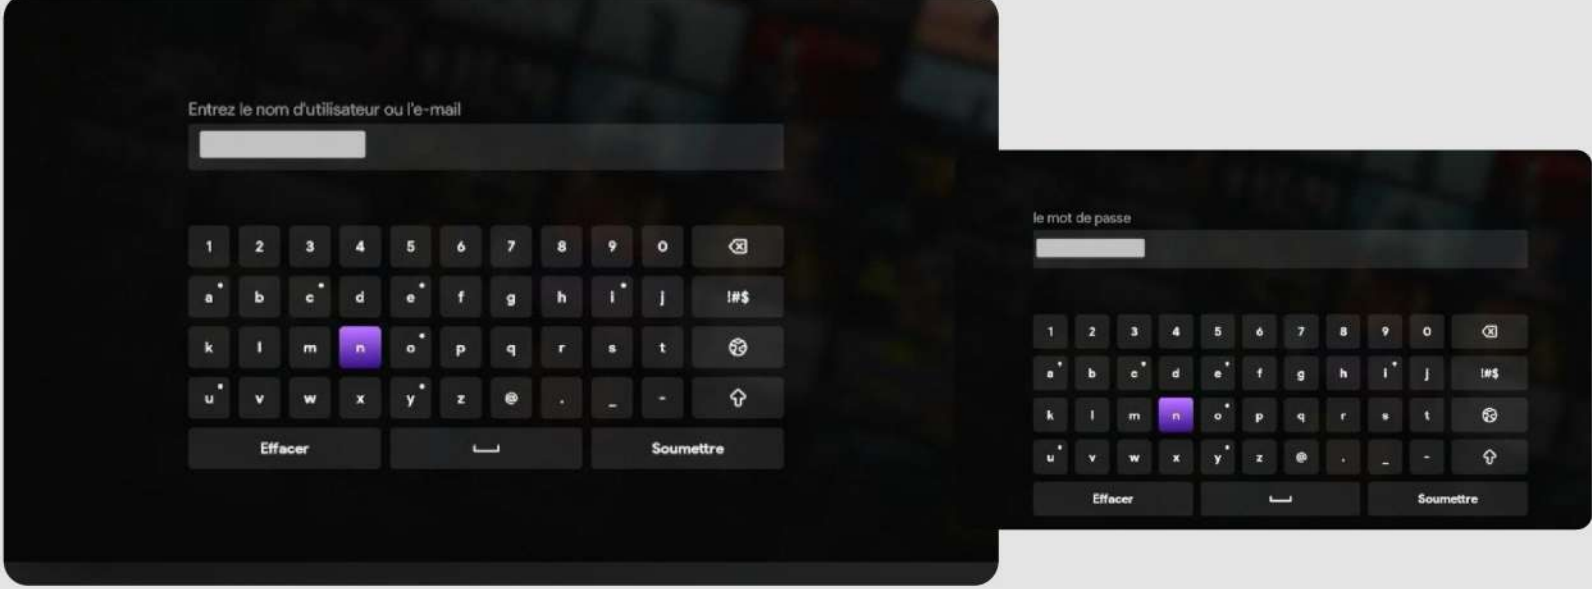 Entrez le nom d'utilisateur ou l'e-mail
1 2 3 4 5 6 7 8 9 0
a b c d e f g h i j !#$
k l m n o p q r s t
u v w x y z @ . _ -
Effacer Soumettre
le mot de passe
1 2 3 4 5 6 7 8 9 0
a b c d e f g h i j !#$
k l m n o p q r s t
u v w x y z @ . _ -
Effacer Soumettre